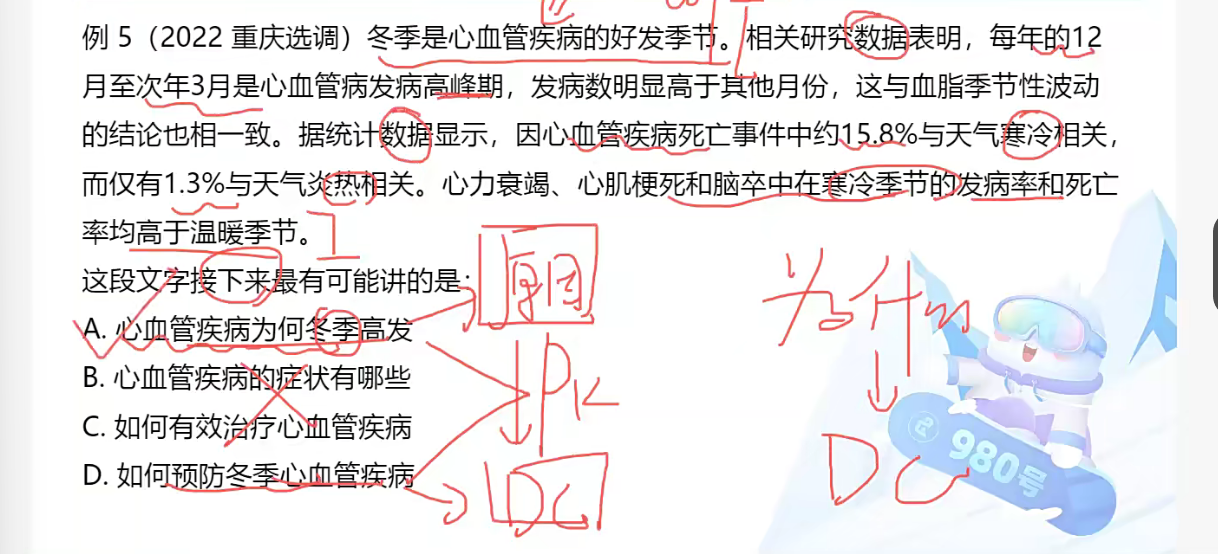 例 5（2022 重庆选调）冬季是心血管疾病的好发季节。相关研究数据表明，每年的12
月至次年3月是心血管病发病高峰期，发病数明显高于其他月份，这与血脂季节性波动
的结论也相一致。据统计数据显示，因心血管疾病死亡事件中约15.8%与天气寒冷相关，
而仅有1.3%与天气炎热相关。心力衰竭、心肌梗死和脑卒中在寒冷季节的发病率和死亡
率均高于温暖季节。
这段文字接下来最有可能讲的是：
原因
为什么
A. 心血管疾病为何冬季高发
B. 心血管疾病的症状有哪些
PK
C. 如何有效治疗心血管疾病
980号
D. 如何预防冬季心血管疾病
DC
DC